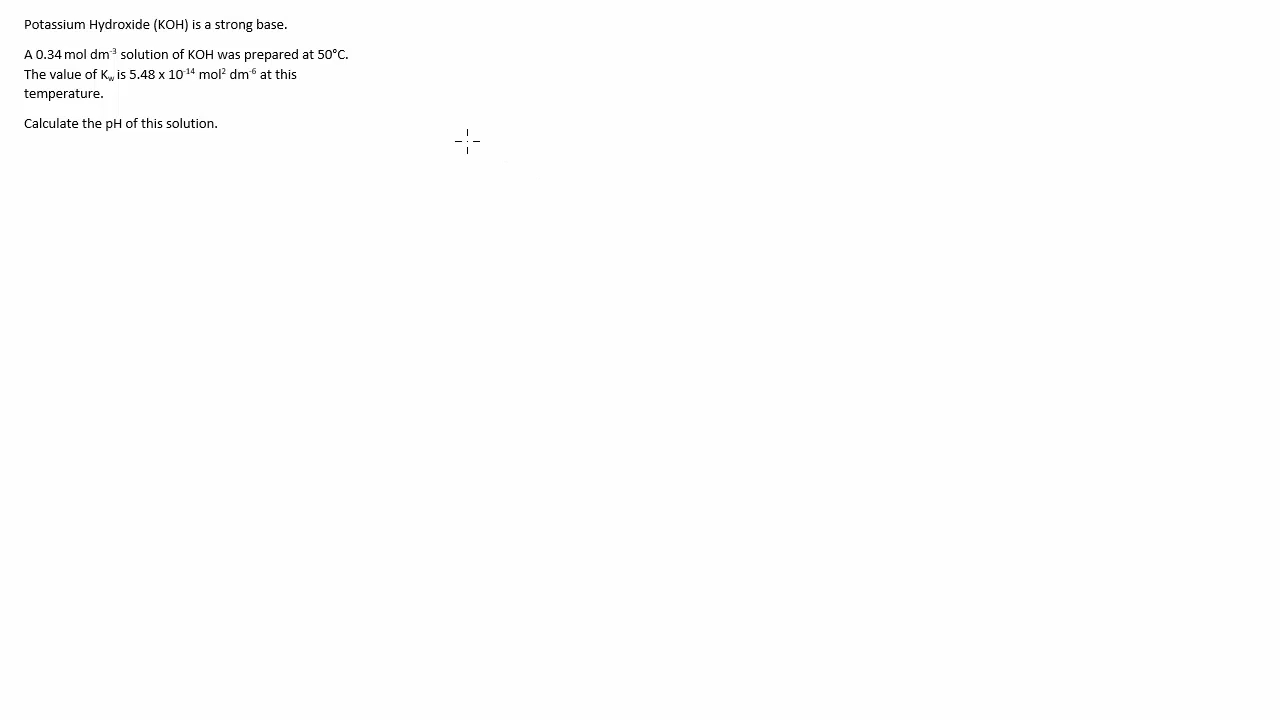 Potassium Hydroxide (KOH) is a strong base.
A 0.34 mol dm⁻³ solution of KOH was prepared at 50°C.
The value of Kw is 5.48 x 10⁻¹⁴ mol² dm⁻⁶ at this
temperature.
Calculate the pH of this solution.